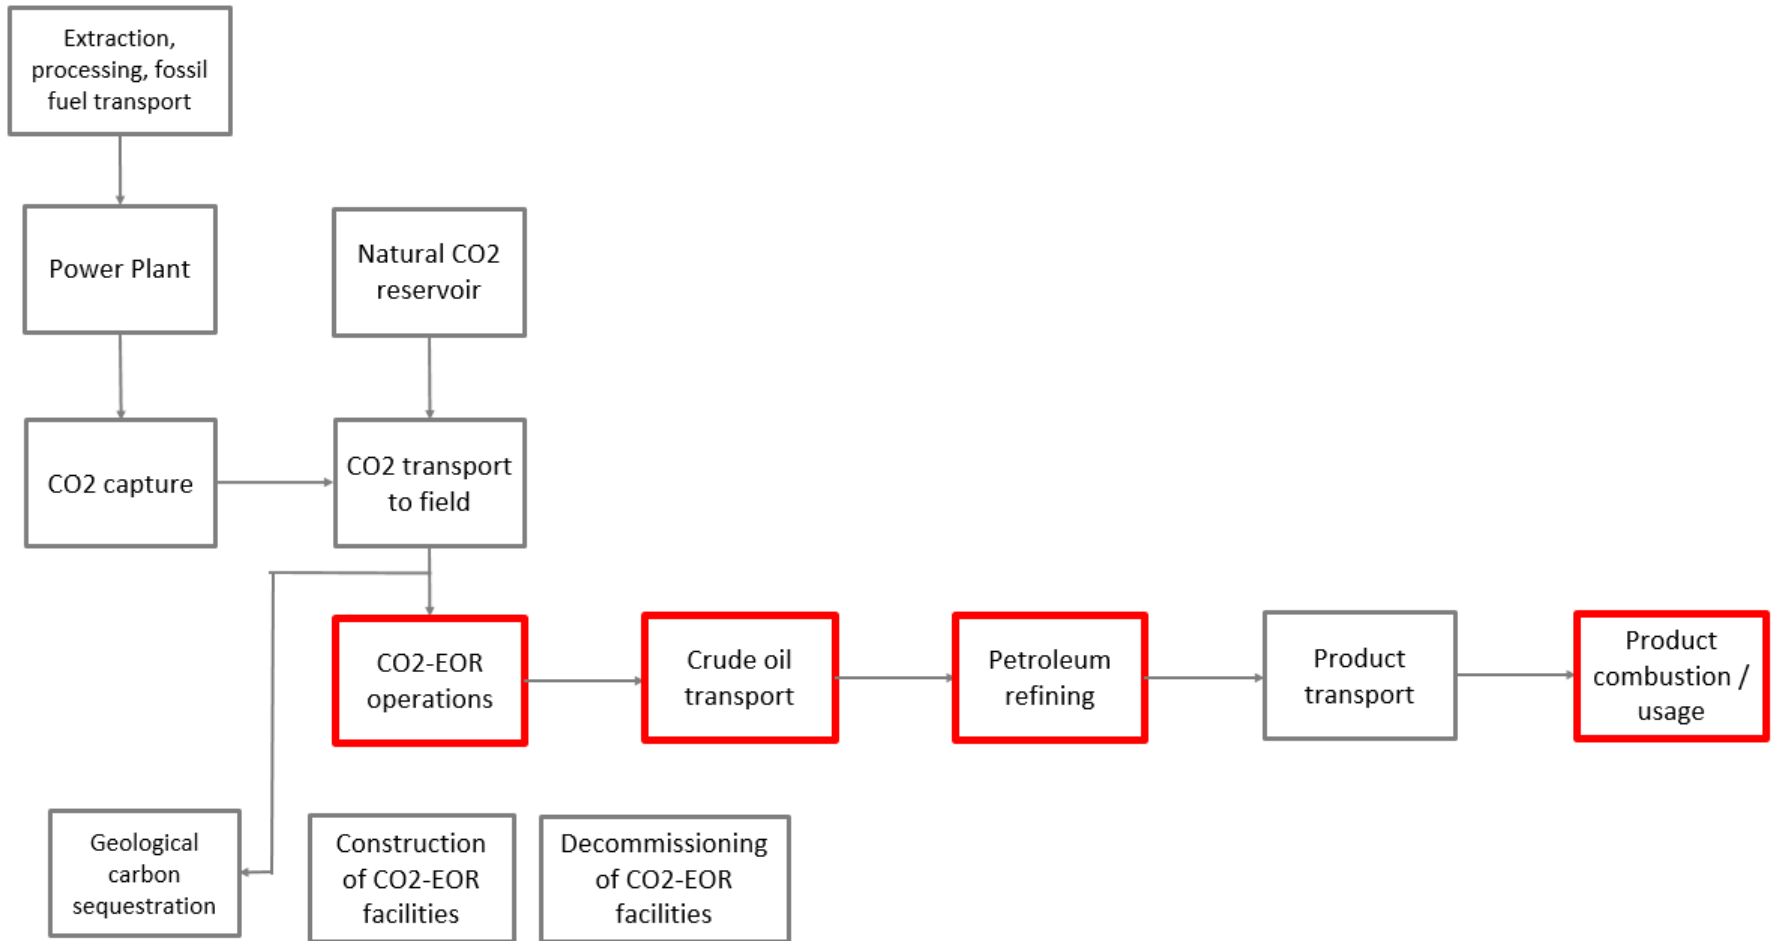 Extraction,
processing, fossil
fuel transport
Power Plant
Natural CO2
reservoir
CO2 capture
CO2 transport
to field
CO2-EOR
operations
Crude oil
transport
Petroleum
refining
Product
transport
Product
combustion /
usage
Geological
carbon
sequestration
Construction
of CO2-EOR
facilities
Decommissioning
of CO2-EOR
facilities